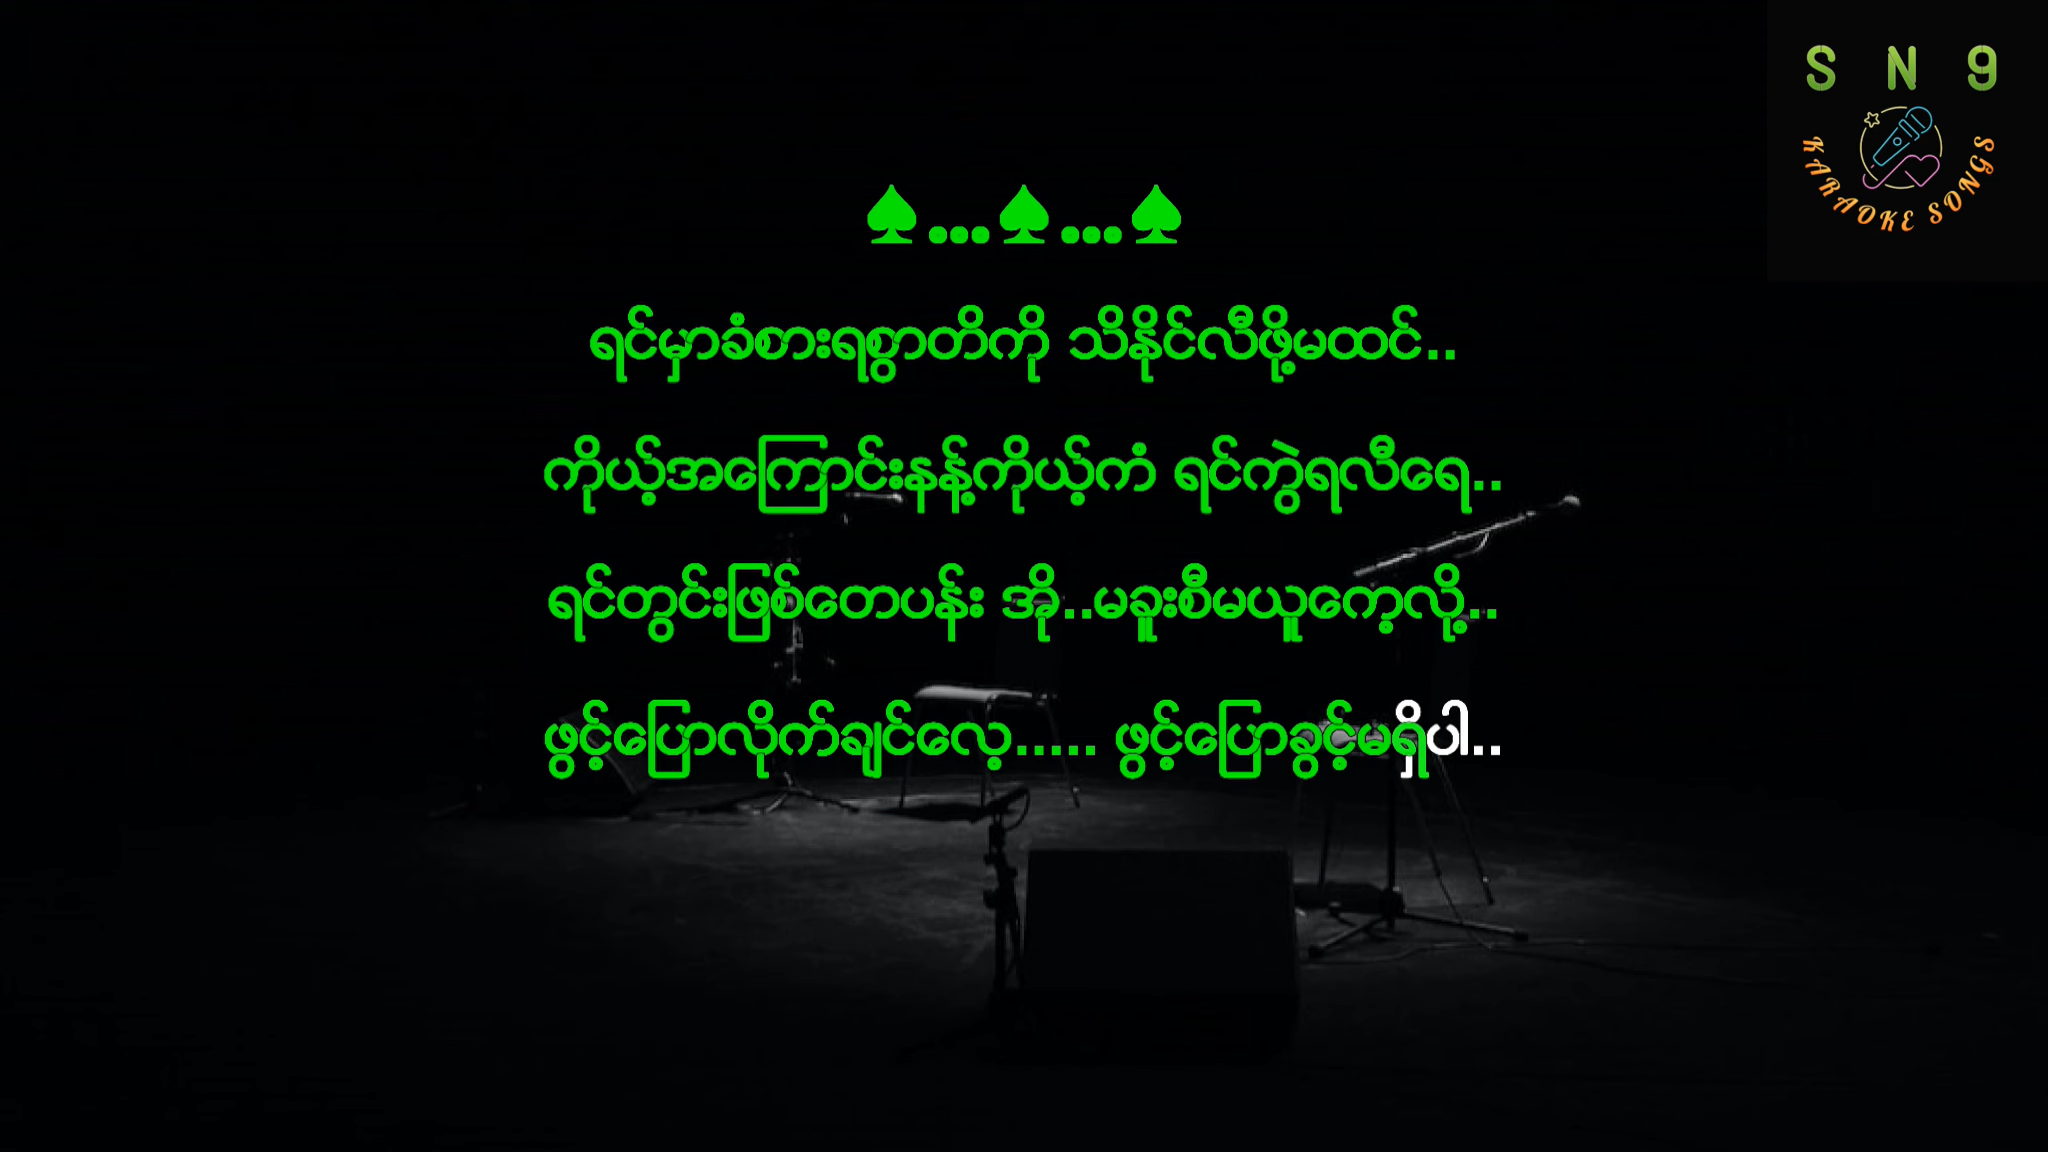 S N 9
KARAOKE SONGS
♠...♠...♠
ရင်မှာခံစားရစွာတိကို သိနိုင်လီဖို့မထင်..
ကိုယ့်အကြောင်းနန့်ကိုယ့်ကံ ရင်ကွဲရလီရေ..
ရင်တွင်းဖြစ်တေပန်း အို..မခူးစီမယူကေ့လို့..
ဖွင့်ပြောလိုက်ချင်လေ့..... ဖွင့်ပြောခွင့်မရှိပါ..